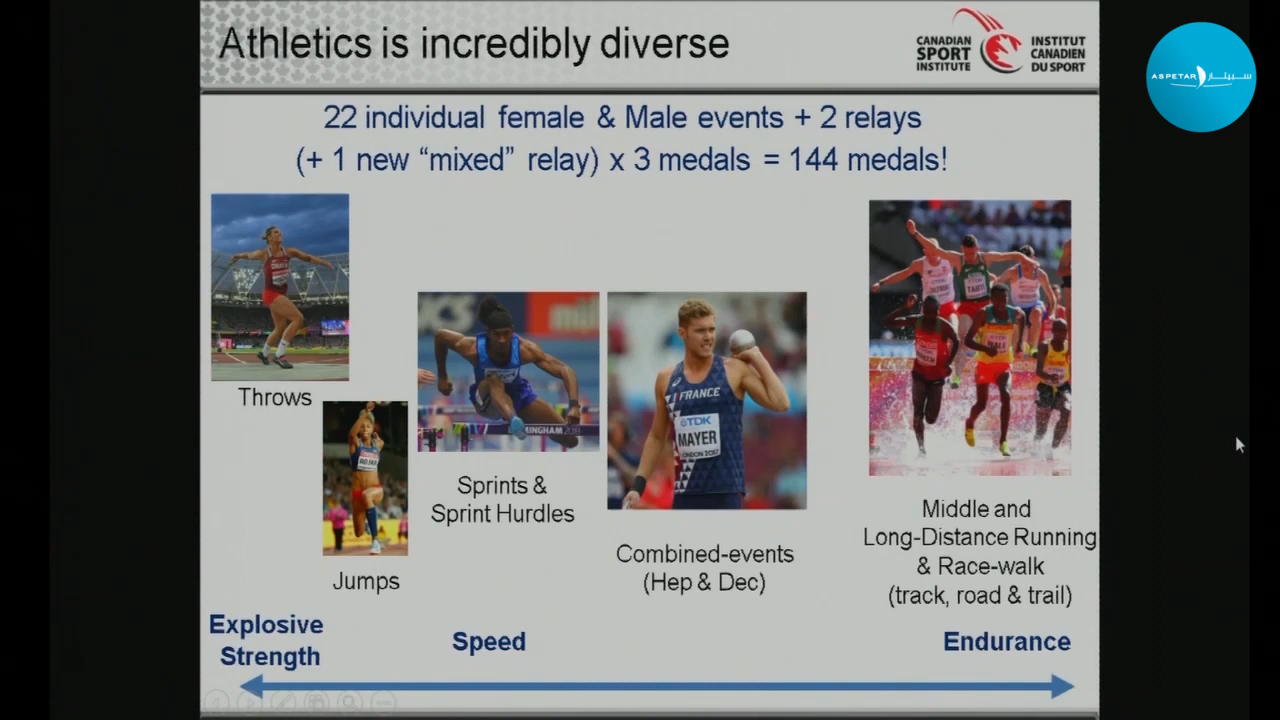 Athletics is incredibly diverse
CANADIAN
SPORT
INSTITUTE
INSTITUT
CANADIEN
DU SPORT
ASPETAR سبيتار
22 individual female & Male events + 2 relays
(+ 1 new “mixed” relay) x 3 medals = 144 medals!
Throws
Jumps
Sprints &
Sprint Hurdles
FRANCE
TDK
MAYER
LONDON 2017
Combined-events
(Hep & Dec)
Middle and
Long-Distance Running
& Race-walk
(track, road & trail)
Explosive
Strength
Speed
Endurance